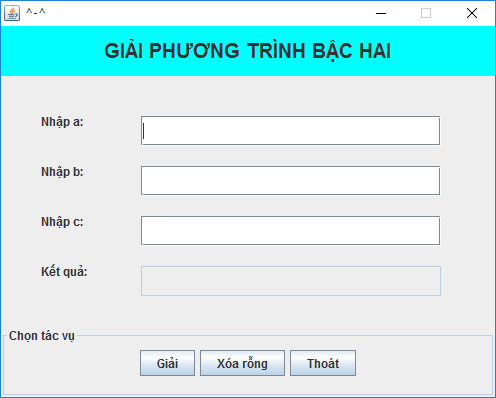 ^-^
GIẢI PHƯƠNG TRÌNH BẬC HAI
Nhập a:
Nhập b:
Nhập c:
Kết quả:
Chọn tác vụ
Giải Xóa rỗng Thoát